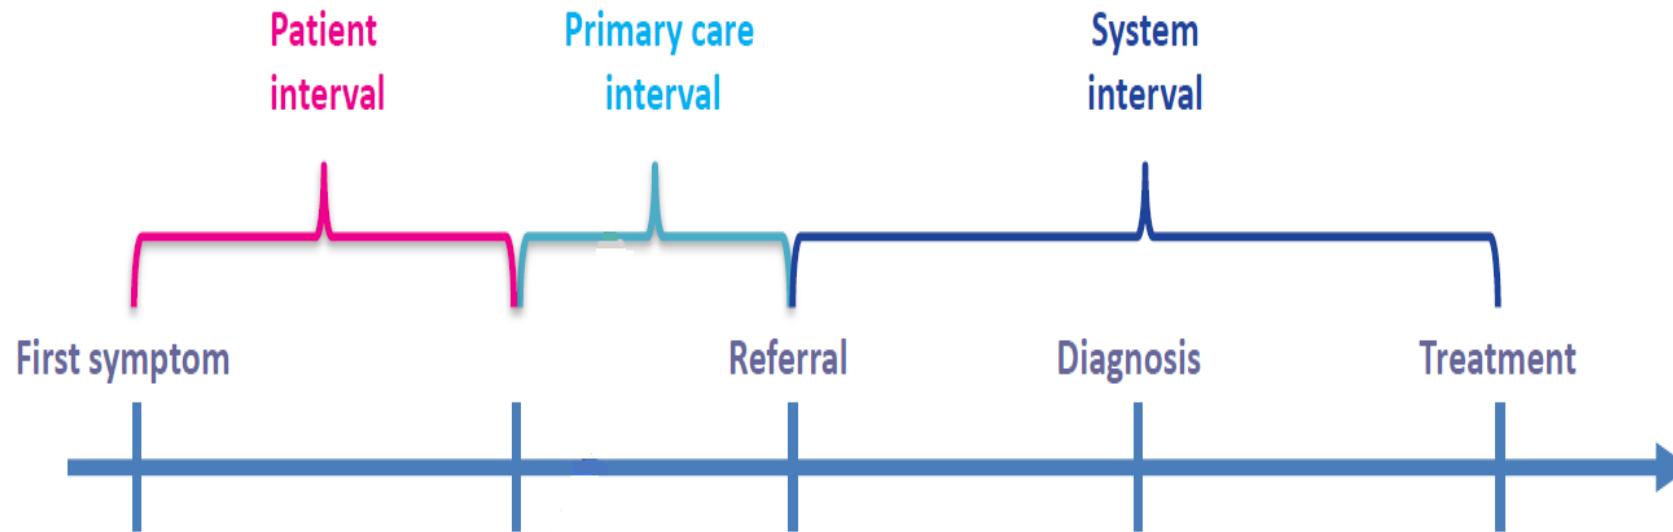 Patient
interval
Primary care
interval
System
interval
First symptom
Referral
Diagnosis
Treatment